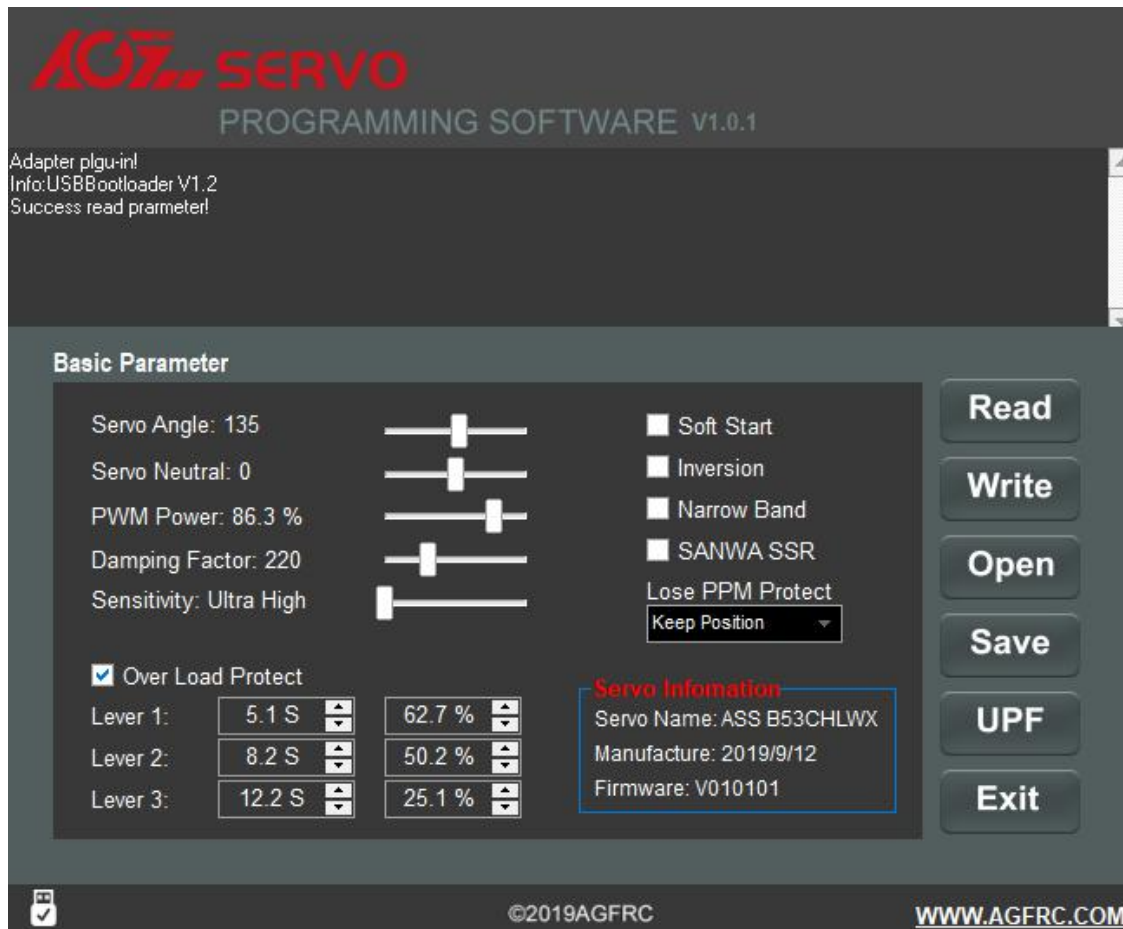 AGF SERVO
PROGRAMMING SOFTWARE V1.0.1
Adapter plgu-in!
Info:USBBootloader V1.2
Success read prarmeter!
Basic Parameter
Servo Angle: 135
Servo Neutral: 0
PWM Power: 86.3 %
Damping Factor: 220
Sensitivity: Ultra High
Soft Start
Inversion
Narrow Band
SANWA SSR
Lose PPM Protect
Keep Position
Over Load Protect
Lever 1: 5.1 S 62.7 %
Lever 2: 8.2 S 50.2 %
Lever 3: 12.2 S 25.1 %
Servo Infomation
Servo Name: ASS B53CHLWX
Manufacture: 2019/9/12
Firmware: V010101
Read
Write
Open
Save
UPF
Exit
©2019AGFRC
WWW.AGFRC.COM